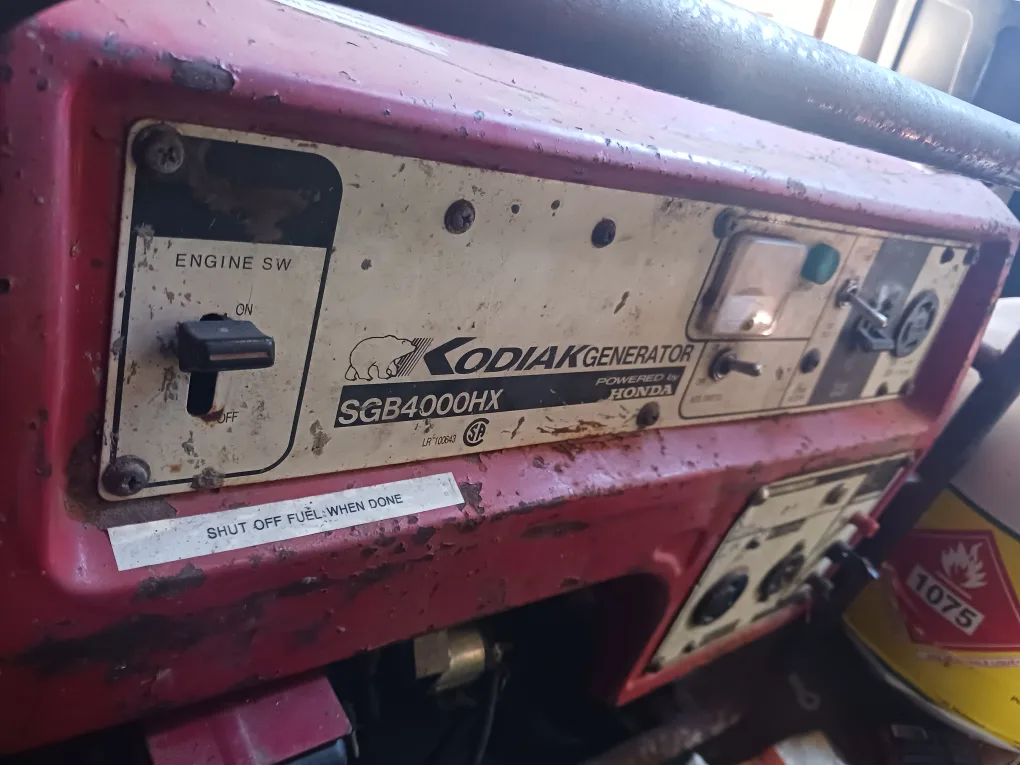 ENGINE SW
ON
OFF
KODIAK GENERATOR
SGB4000HX
POWERED by
HONDA
LR 100643
SHUT OFF FUEL WHEN DONE
1075